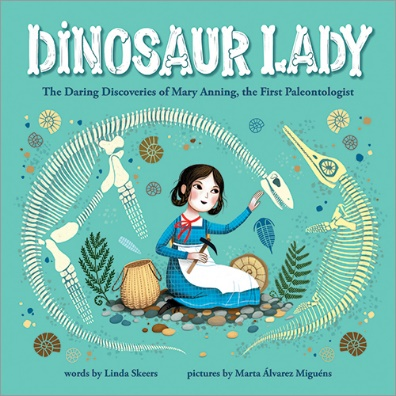 DINOSAUR LADY
The Daring Discoveries of Mary Anning, the First Paleontologist
words by Linda Skeers pictures by Marta Álvarez Miguéns